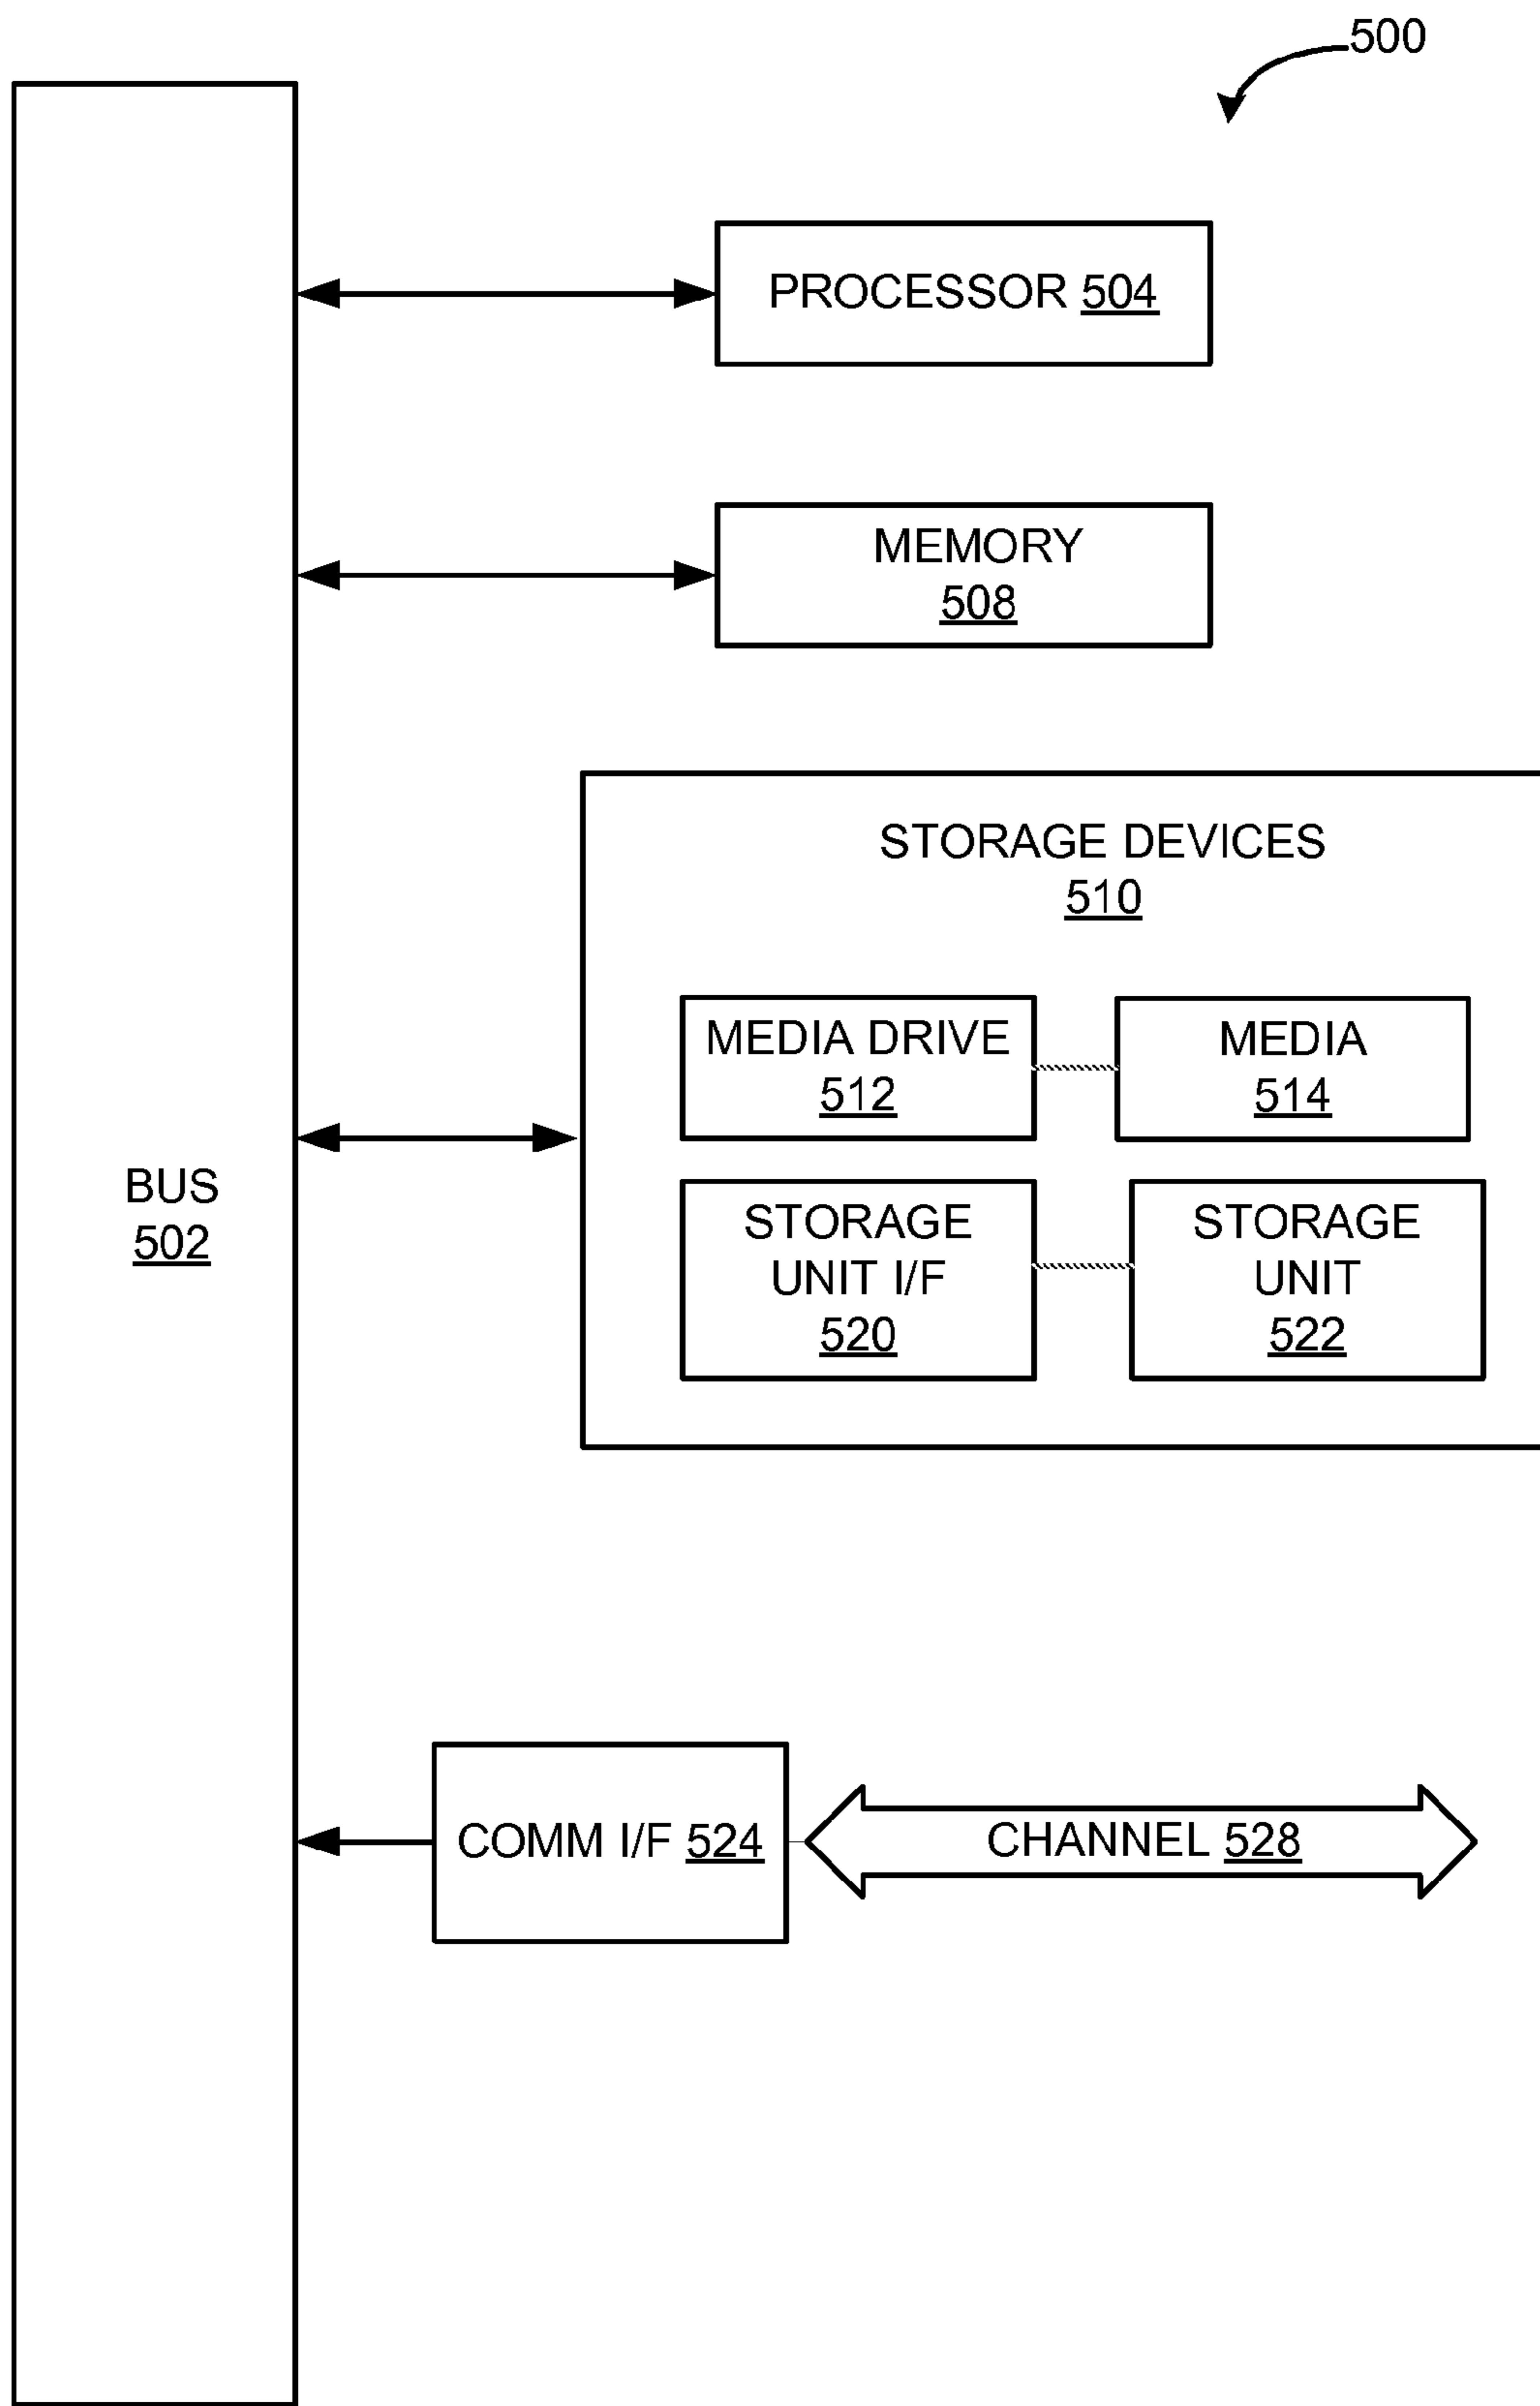 500
PROCESSOR 504
MEMORY
508
STORAGE DEVICES
510
MEDIA DRIVE
512
MEDIA
514
BUS
502
STORAGE
UNIT I/F
520
STORAGE
UNIT
522
COMM I/F 524
CHANNEL 528